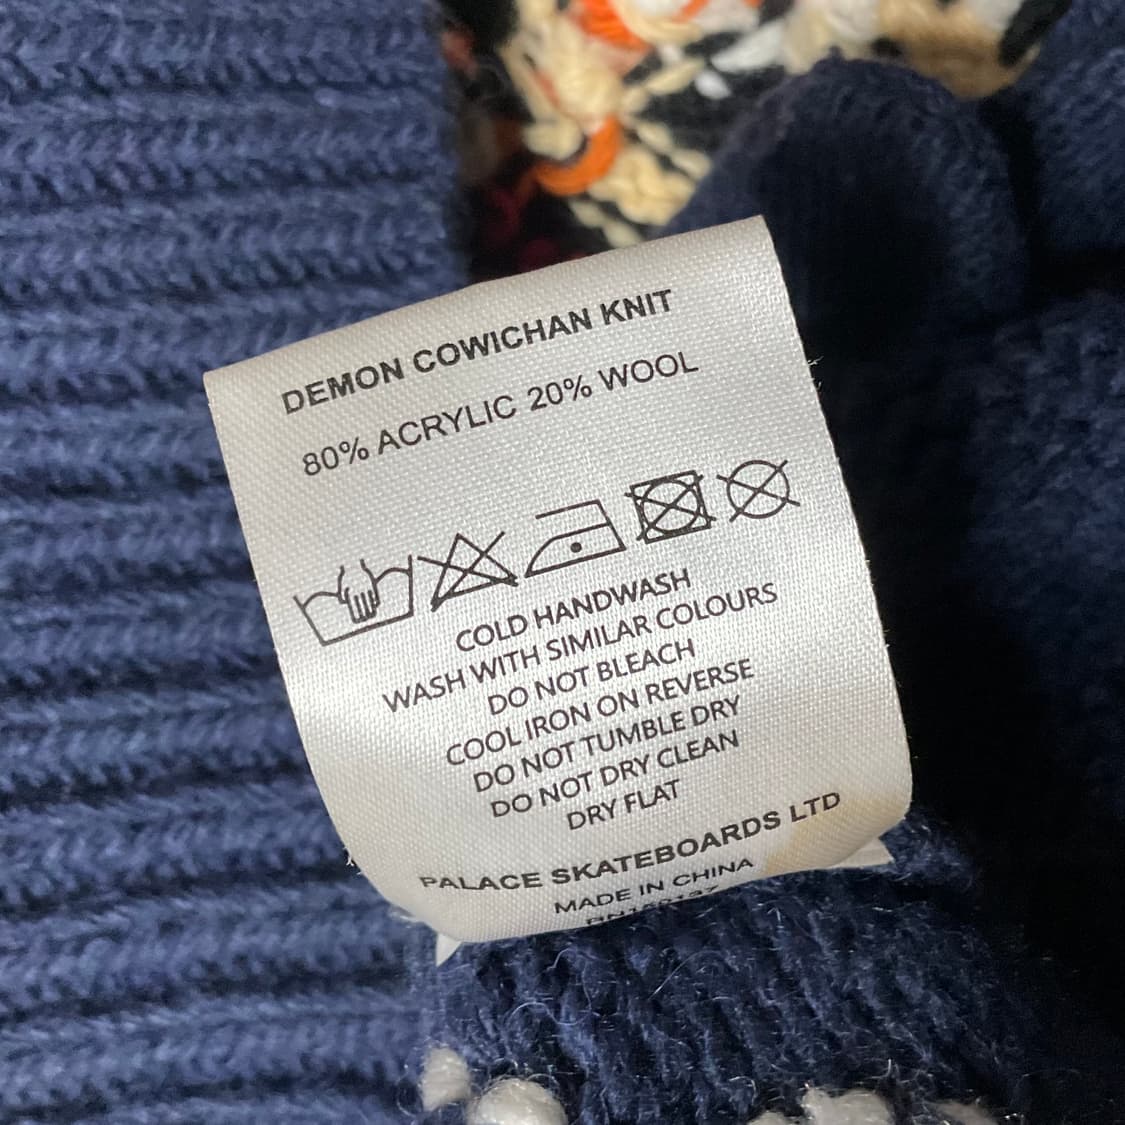 DEMON COWICHAN KNIT
80% ACRYLIC 20% WOOL
COLD HANDWASH
WASH WITH SIMILAR COLOURS
DO NOT BLEACH
COOL IRON ON REVERSE
DO NOT TUMBLE DRY
DO NOT DRY CLEAN
DRY FLAT
PALACE SKATEBOARDS LTD
MADE IN CHINA